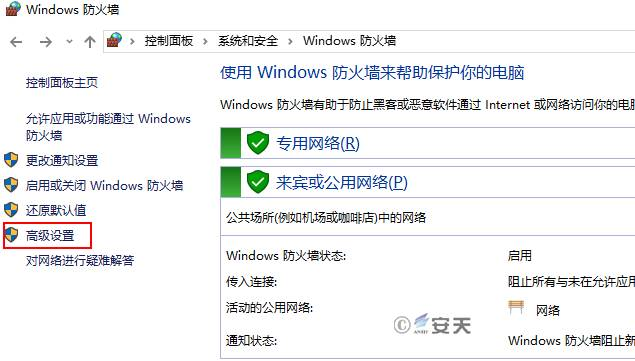 Windows 防火墙
控制面板 > 系统和安全 > Windows 防火墙
控制面板主页
允许应用或功能通过 Windows
防火墙
更改通知设置
启用或关闭 Windows 防火墙
还原默认值
高级设置
对网络进行疑难解答
使用 Windows 防火墙来帮助保护你的电脑
Windows 防火墙有助于防止黑客或恶意软件通过 Internet 或网络访问你的电脑
专用网络(R)
来宾或公用网络(P)
公共场所(例如机场或咖啡店)中的网络
Windows 防火墙状态: 启用
传入连接: 阻止所有与未在允许应用
活动的公用网络: 网络
通知状态: Windows 防火墙阻止新
© ANTIY 安天